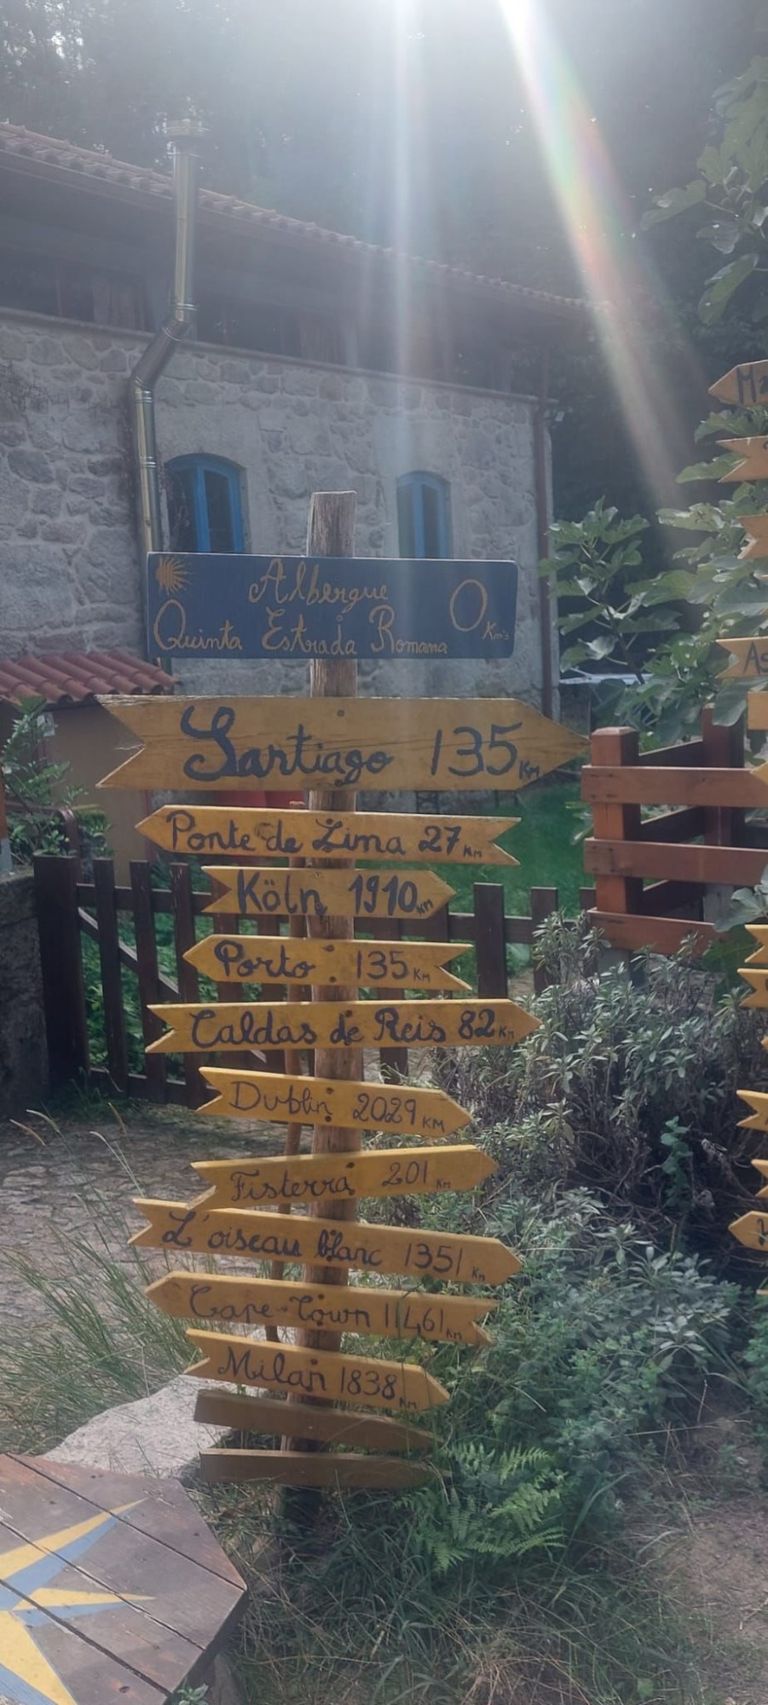 Albergue
Quinta Estrada Romana 0 Km's
Santiago 135 Km
Ponte de Lima 27 Km
Köln 1910 Km
Porto 135 Km
Caldas de Reis 82 Km
Dublin 2029 KM
Fisterra 201 Km
L'oiseau blanc 1351 Km
Cape-Town 11461 Km
Milan 1838 KM